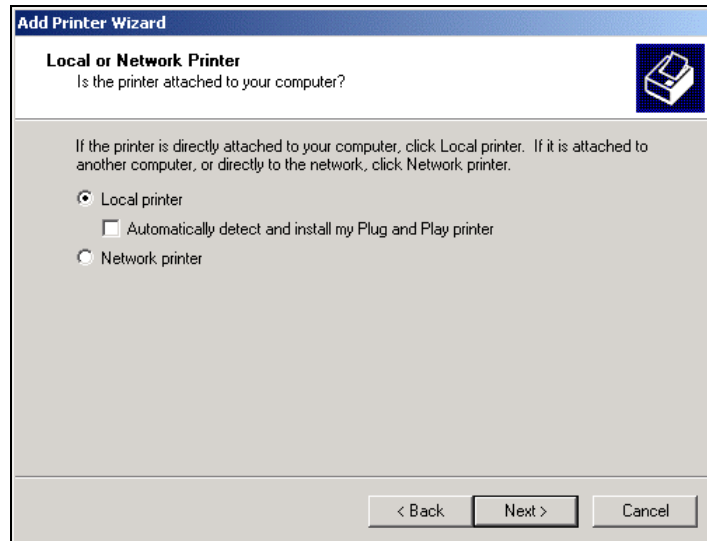 Add Printer Wizard
Local or Network Printer
Is the printer attached to your computer?
If the printer is directly attached to your computer, click Local printer.  If it is attached to
another computer, or directly to the network, click Network printer.
Local printer
Automatically detect and install my Plug and Play printer
Network printer
< Back
Next >
Cancel